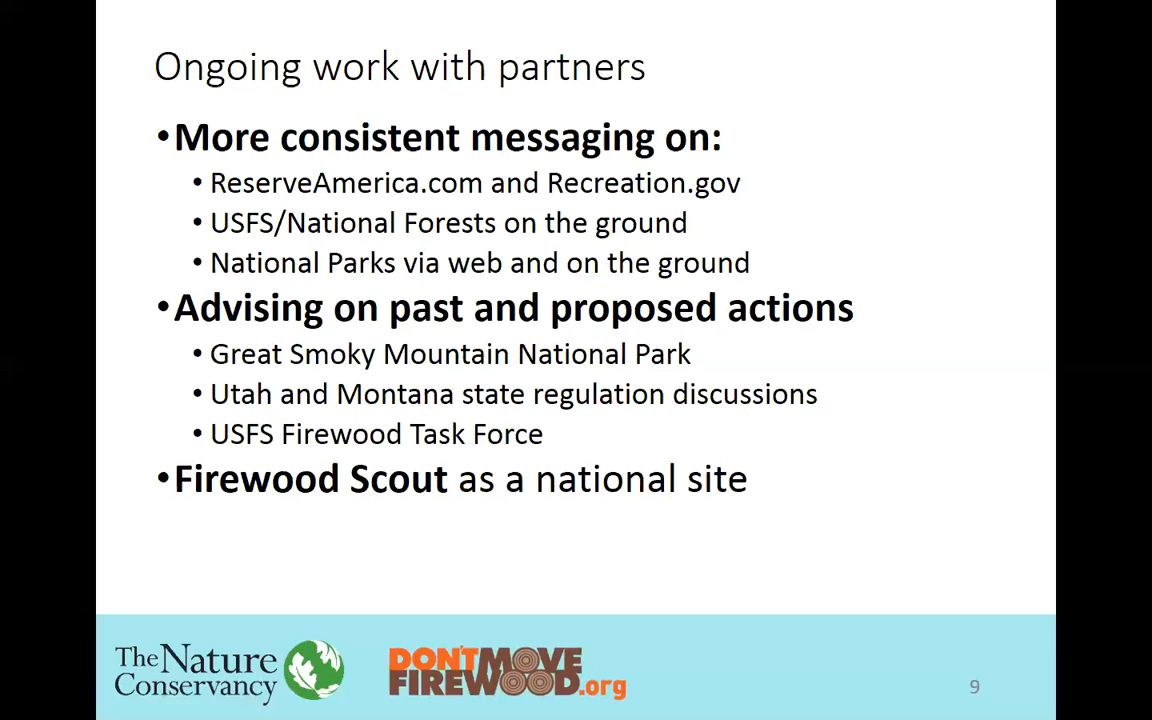 Ongoing work with partners
•More consistent messaging on:
• ReserveAmerica.com and Recreation.gov
• USFS/National Forests on the ground
• National Parks via web and on the ground
•Advising on past and proposed actions
• Great Smoky Mountain National Park
• Utah and Montana state regulation discussions
• USFS Firewood Task Force
•Firewood Scout as a national site
The Nature
Conservancy
DON'T MOVE
FIREWOOD.org
9